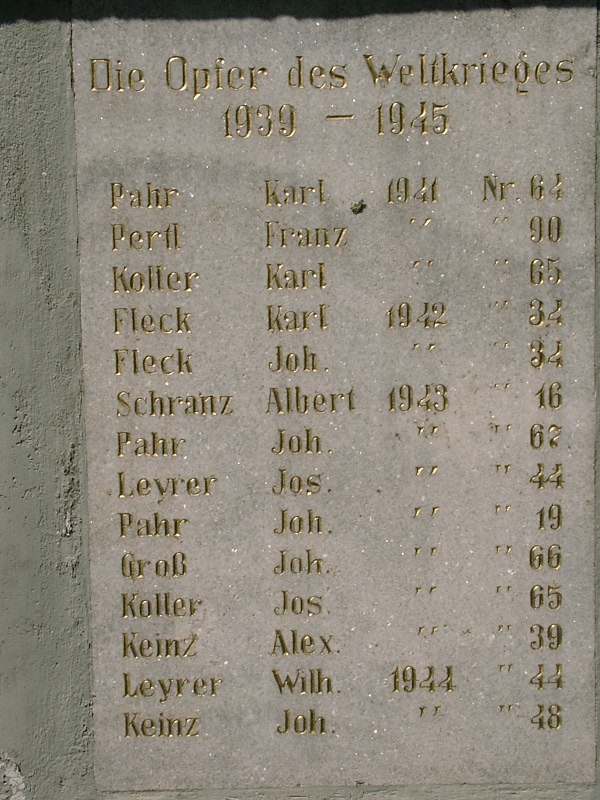 Die Opfer des Weltkrieges
1939 – 1945
Pahr Karl 1941 Nr. 64
Pertl Franz " " 90
Koller Karl " " 65
Fleck Karl 1942 " 34
Fleck Joh. " " 34
Schranz Albert 1943 " 16
Pahr Joh. " " 67
Leyrer Jos. " " 44
Pahr Joh. " " 19
Groß Joh. " " 66
Koller Jos. " " 65
Keinz Alex. " " 39
Leyrer Wilh. 1944 " 44
Keinz Joh. " " 48